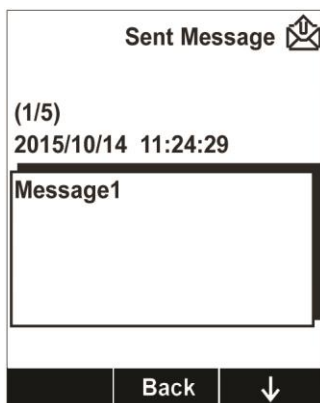 Sent Message
(1/5)
2015/10/14 11:24:29
Message1
Back ↓